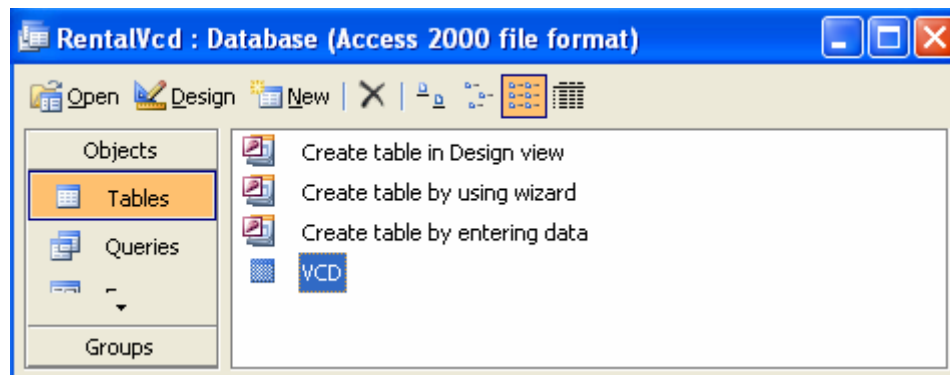 RentalVcd : Database (Access 2000 file format)
Open Design New
Objects
Tables
Queries
Groups
Create table in Design view
Create table by using wizard
Create table by entering data
VCD